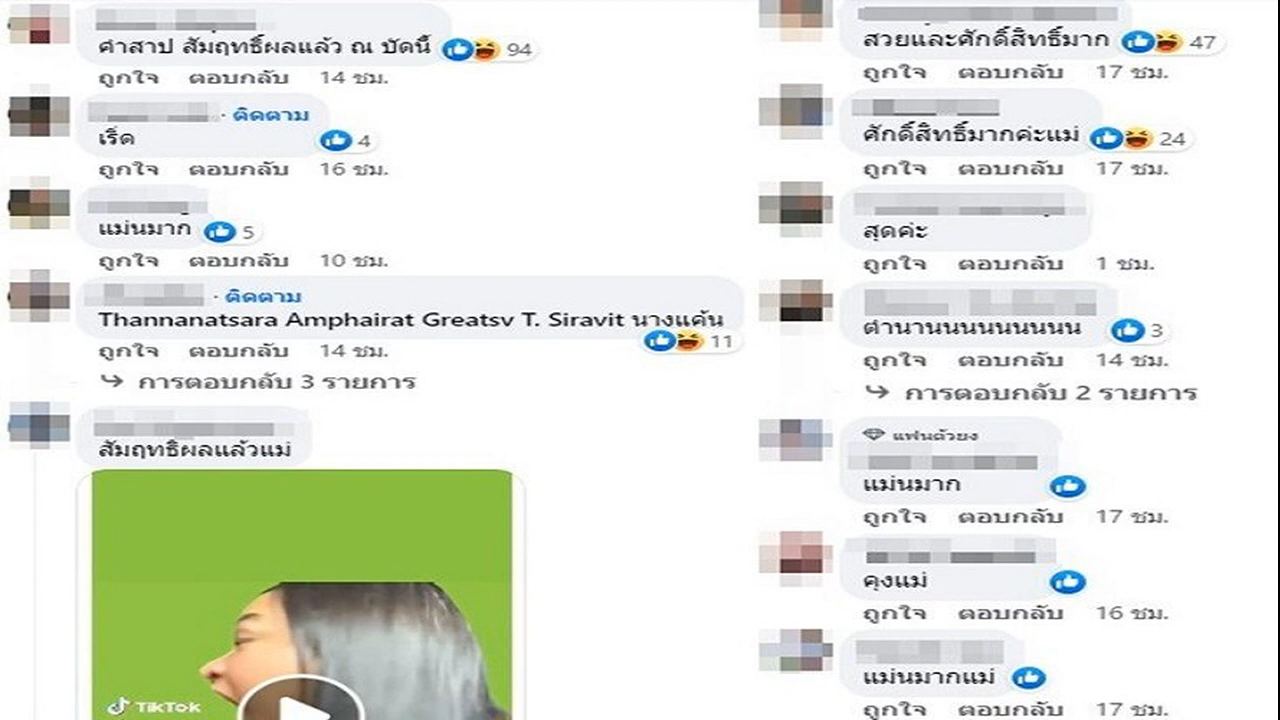 คำสาป สัมฤทธิ์ผลแล้ว ณ บัดนี้ 94
ถูกใจ ตอบกลับ 14 ชม.
· ติดตาม
เริ่ด 4
ถูกใจ ตอบกลับ 16 ชม.
แม่นมาก 5
ถูกใจ ตอบกลับ 10 ชม.
· ติดตาม
Thannanatsara Amphairat Greatsv T. Siravit นางแค้น
11
ถูกใจ ตอบกลับ 14 ชม.
การตอบกลับ 3 รายการ
สัมฤทธิผลแล้วแม่
TikTok
สวยและศักดิ์สิทธิ์มาก 47
ถูกใจ ตอบกลับ 17 ชม.
ศักดิ์สิทธิ์มากค่ะแม่ 24
ถูกใจ ตอบกลับ 17 ชม.
สุดค่ะ
ถูกใจ ตอบกลับ 1 ชม.
ตำนานนนนนนนนน 3
ถูกใจ ตอบกลับ 14 ชม.
การตอบกลับ 2 รายการ
แฟนตัวยง
แม่นมาก
ถูกใจ ตอบกลับ 17 ชม.
คุงแม่
ถูกใจ ตอบกลับ 16 ชม.
แม่นมากแม่
ถูกใจ ตอบกลับ 17 ชม.